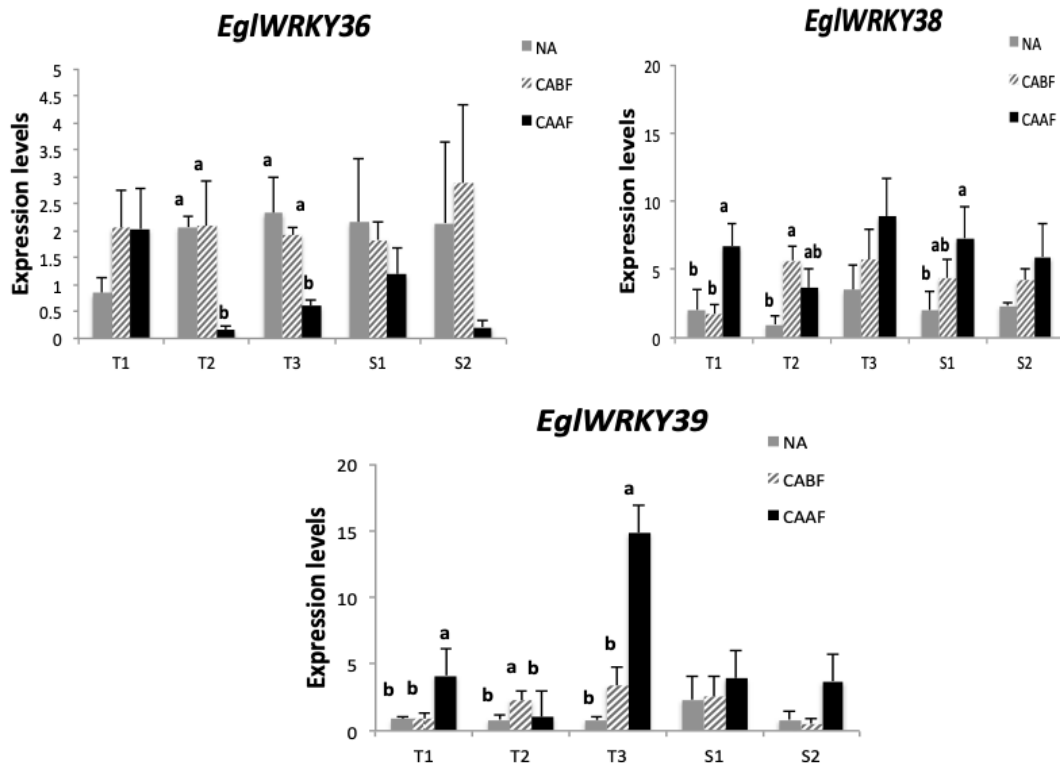 EglWRKY36
NA
CABF
CAAF
Expression levels
5
4.5
4
3.5
3
2.5
2
1.5
1
0.5
0
a
a
b
a
a
b
T1 T2 T3 S1 S2
EglWRKY38
NA
CABF
CAAF
Expression levels
20
15
10
5
0
b
b
a
b
a
ab
b
ab
a
T1 T2 T3 S1 S2
EglWRKY39
NA
CABF
CAAF
Expression levels
20
15
10
5
0
b
b
a
b
a
b
b
b
a
T1 T2 T3 S1 S2